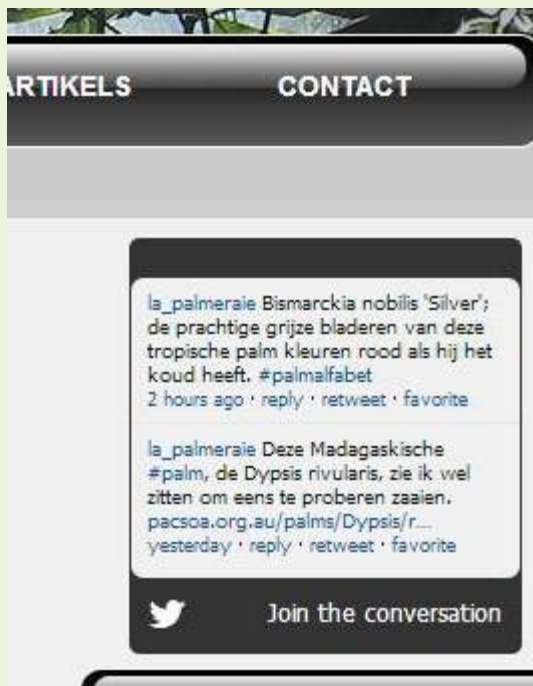 ARTIKELS CONTACT
la_palmeraie Bismarckia nobilis 'Silver';
de prachtige grijze bladeren van deze
tropische palm kleuren rood als hij het
koud heeft. #palmalfabet
2 hours ago · reply · retweet · favorite
la_palmeraie Deze Madagaskische
#palm, de Dypsis rivularis, zie ik wel
zitten om eens te proberen zaaien.
pacsoa.org.au/palms/Dypsis/r...
yesterday · reply · retweet · favorite
Join the conversation